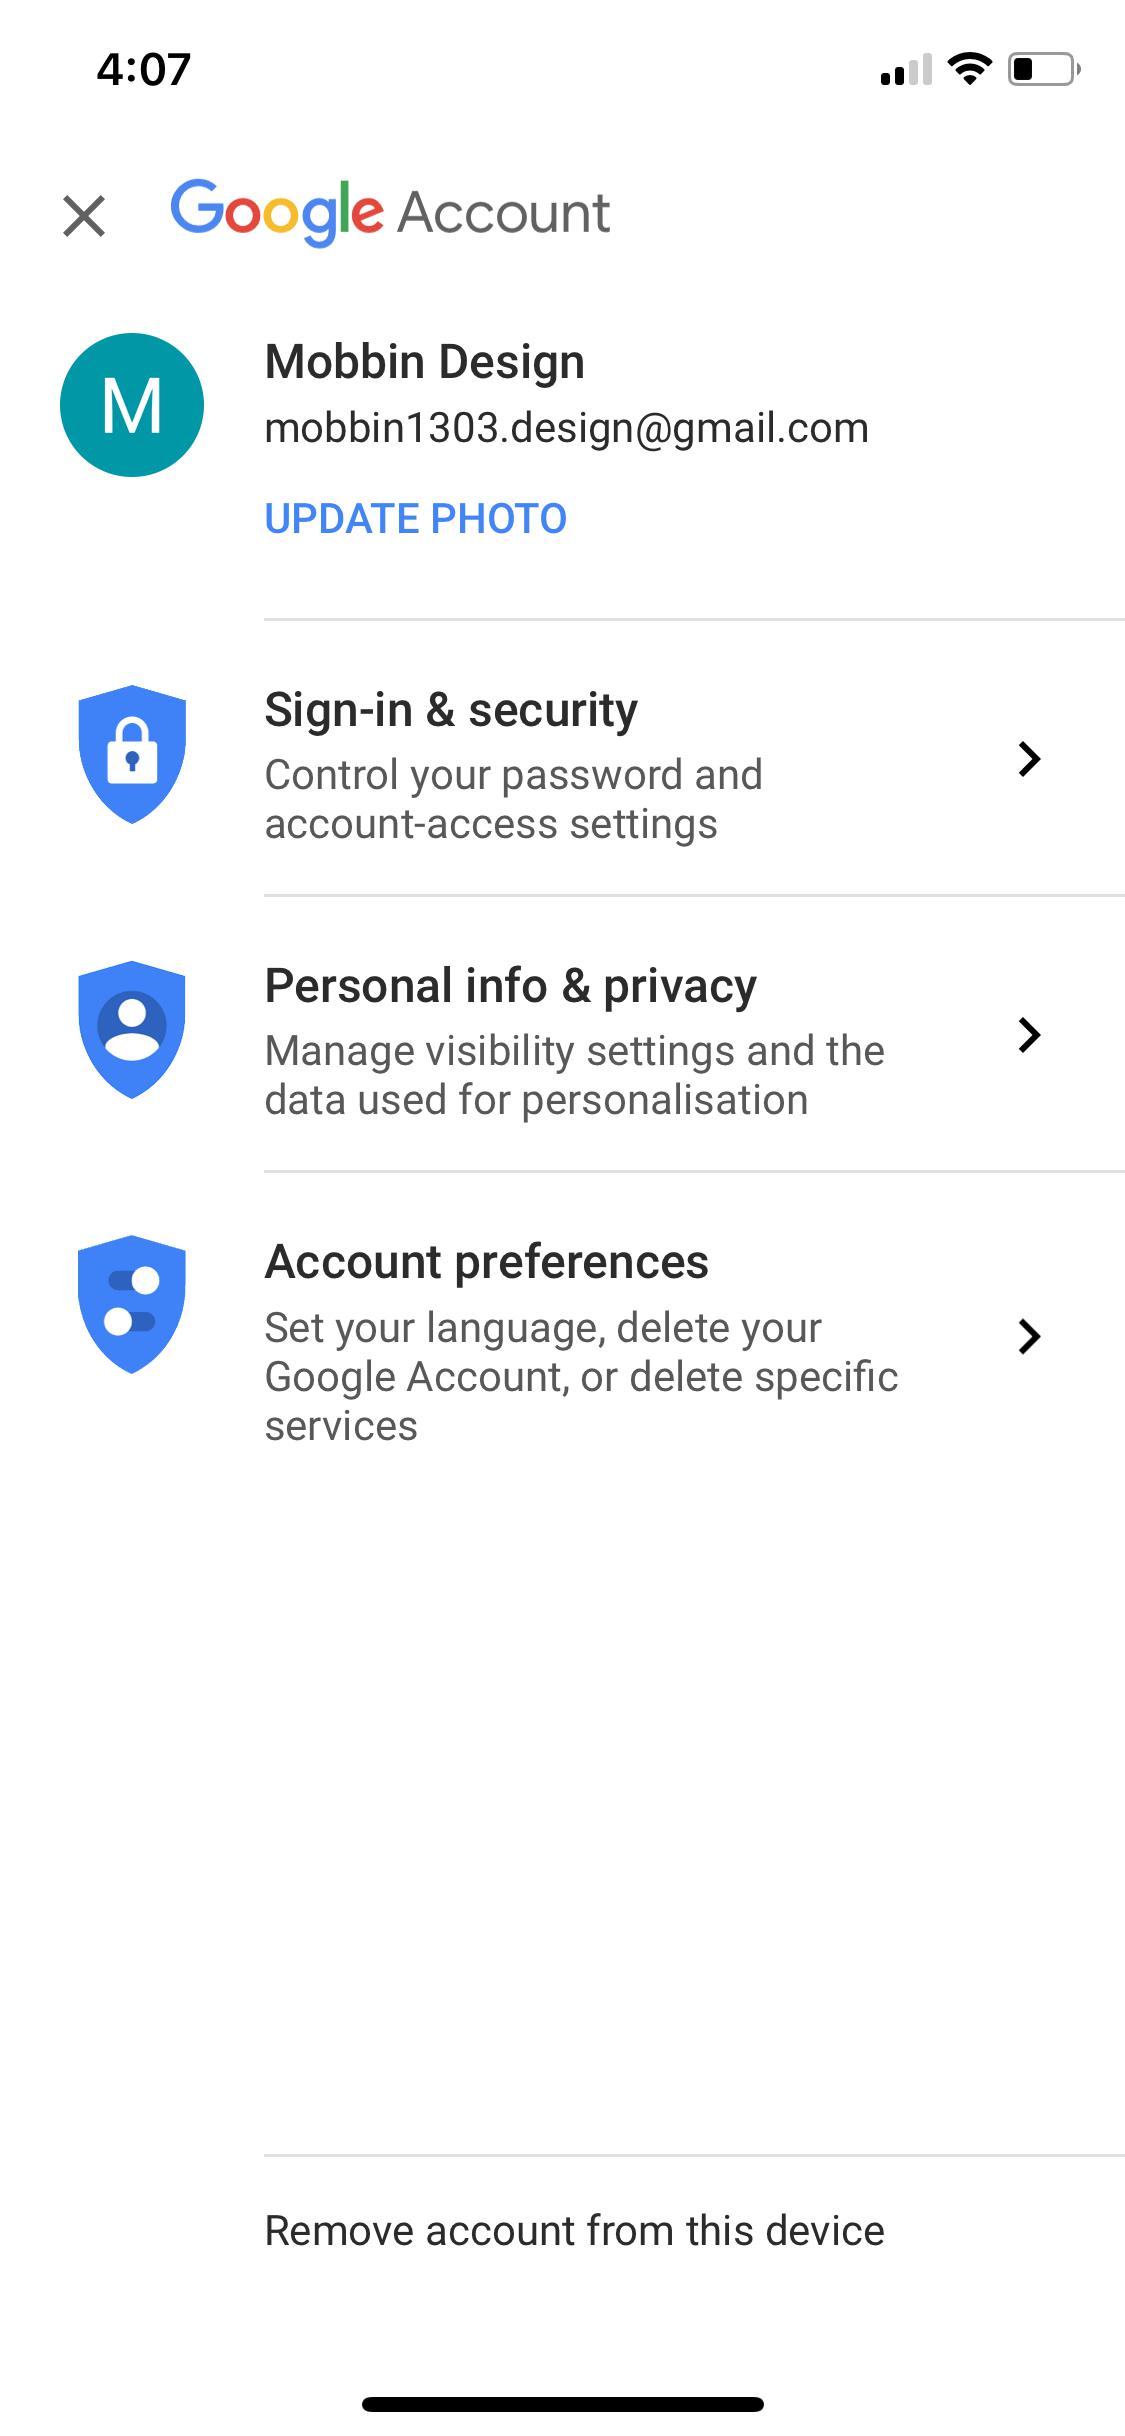 4:07
Google Account
M
Mobbin Design
mobbin1303.design@gmail.com
UPDATE PHOTO
Sign-in & security
Control your password and
account-access settings
Personal info & privacy
Manage visibility settings and the
data used for personalisation
Account preferences
Set your language, delete your
Google Account, or delete specific
services
Remove account from this device